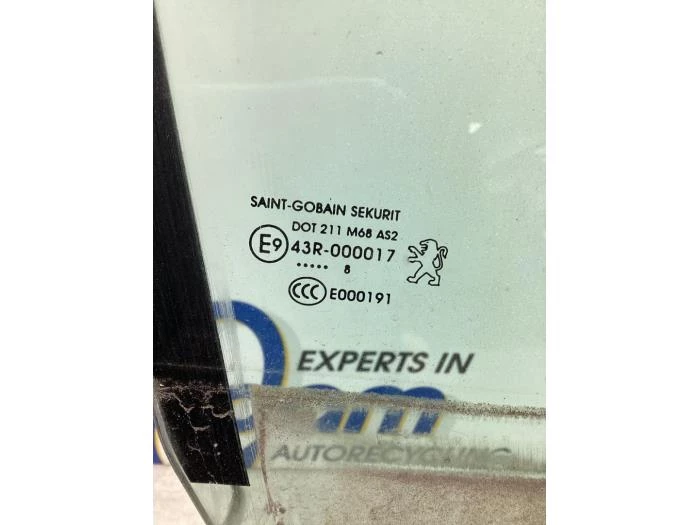 SAINT-GOBAIN SEKURIT
DOT 211 M68 AS2
E9 43R-000017
..... 8
CCC E000191
EXPERTS IN
AUTORECYCLING